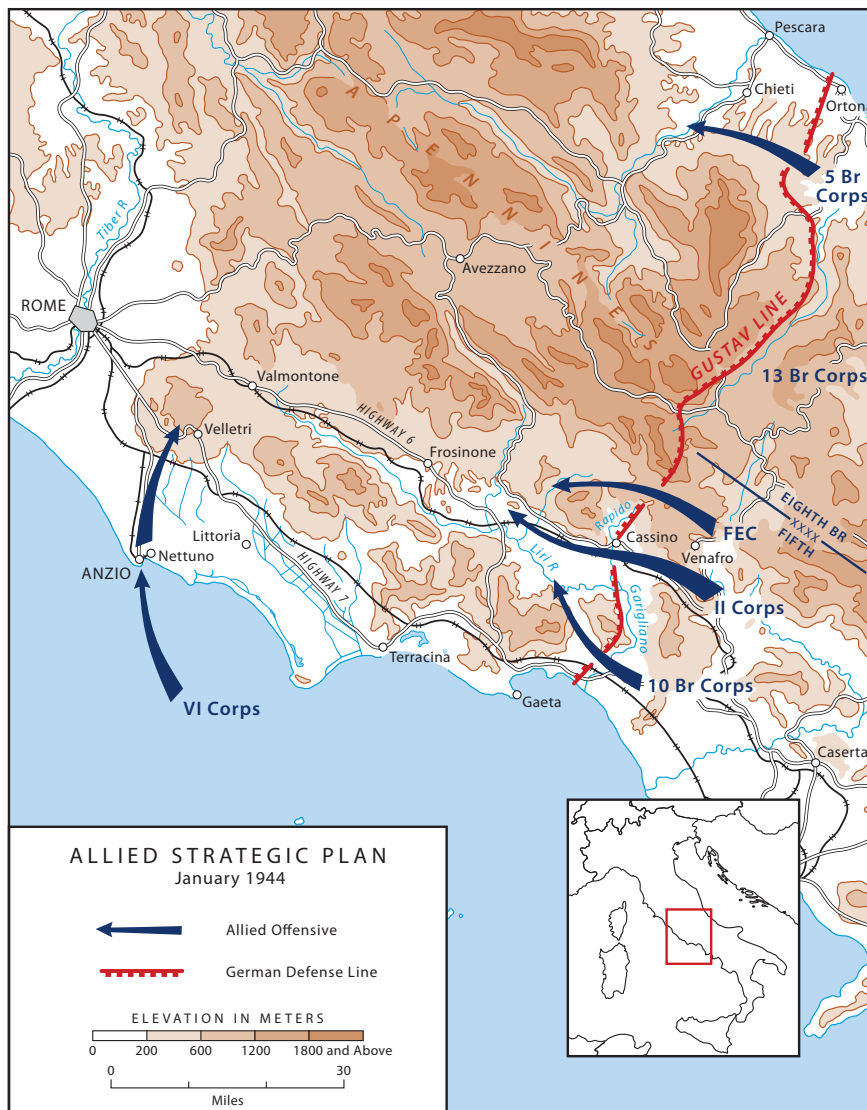 Pescara
Chieti
Ortona
5 Br
Corps
APENNINES
Tiber R
Avezzano
ROME
GUSTAV LINE
13 Br Corps
Valmontone
HIGHWAY 6
Velletri
Frosinone
EIGHTH BR
XXXX
FIFTH
Rapido
FEC
Cassino
Venafro
Littoria
Nettuno
ANZIO
HIGHWAY 7
Liri R
II Corps
Garigliano
Terracina
10 Br Corps
Gaeta
VI Corps
Caserta
ALLIED STRATEGIC PLAN
January 1944
Allied Offensive
German Defense Line
ELEVATION IN METERS
0 200 600 1200 1800 and Above
0 30
Miles